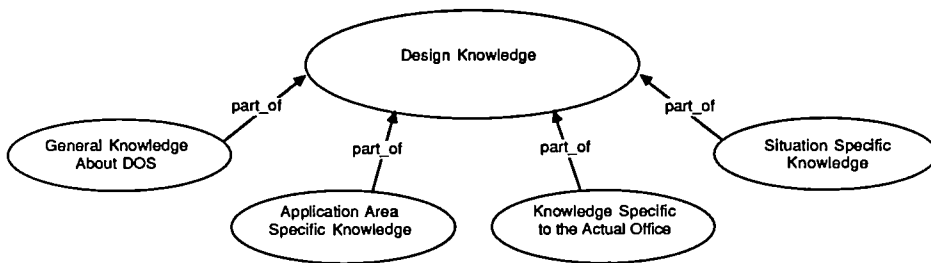 Design Knowledge
part_of
part_of
part_of
part_of
General Knowledge
About DOS
Application Area
Specific Knowledge
Knowledge Specific
to the Actual Office
Situation Specific
Knowledge